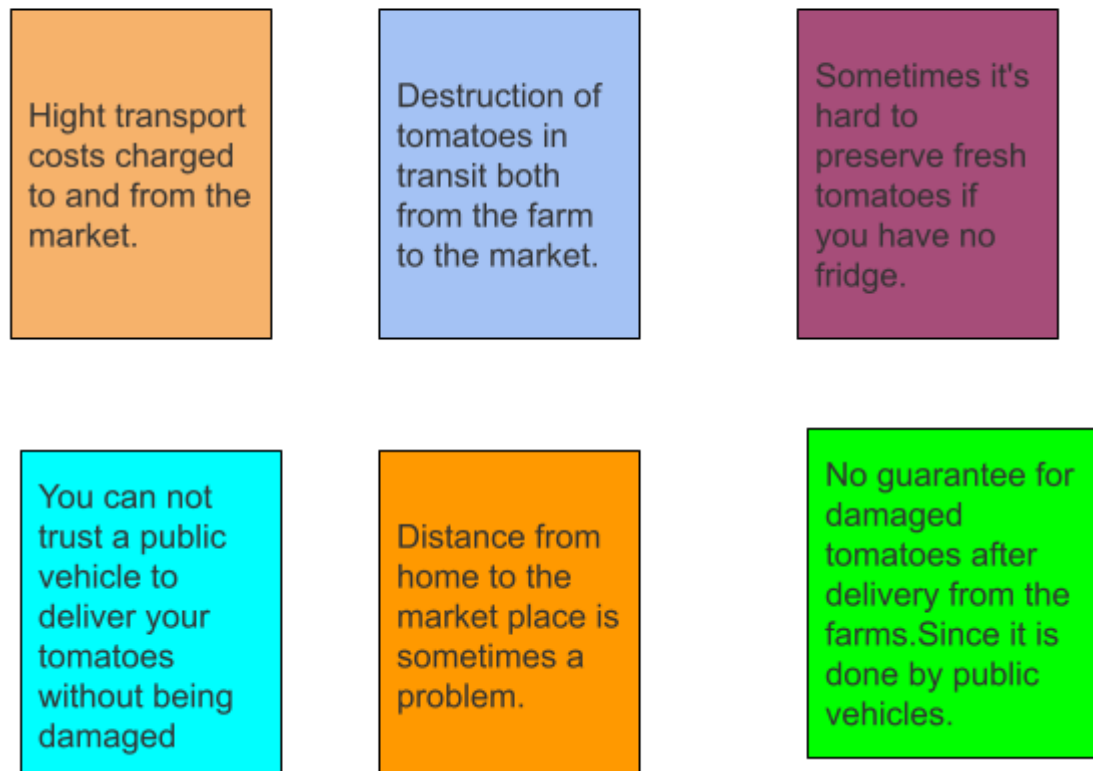 Hight transport
costs charged
to and from the
market.
Destruction of
tomatoes in
transit both
from the farm
to the market.
Sometimes it's
hard to
preserve fresh
tomatoes if
you have no
fridge.
You can not
trust a public
vehicle to
deliver your
tomatoes
without being
damaged
Distance from
home to the
market place is
sometimes a
problem.
No guarantee for
damaged
tomatoes after
delivery from the
farms.Since it is
done by public
vehicles.